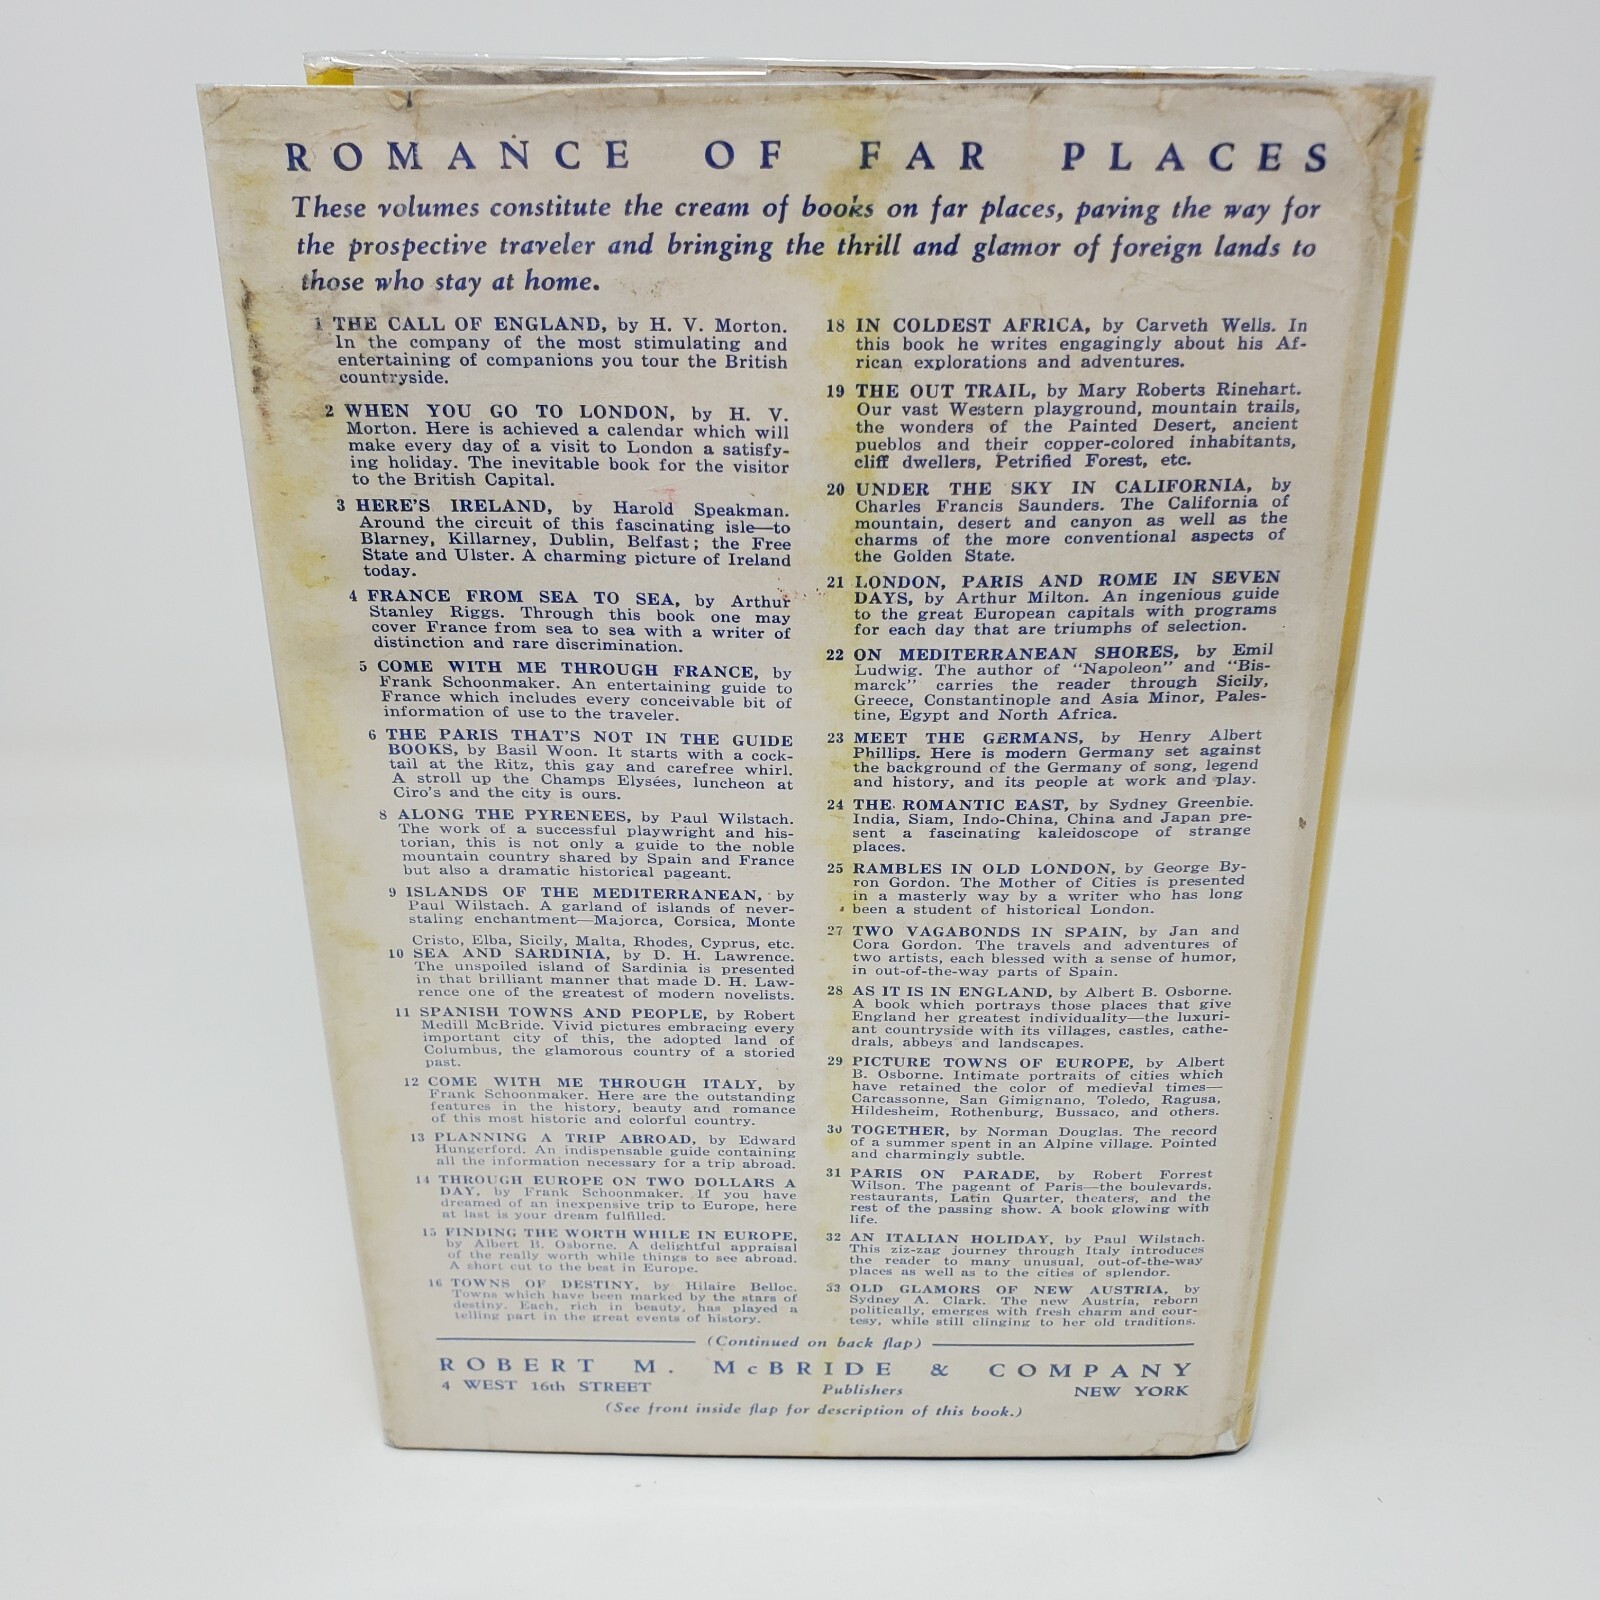 ROMANCE OF FAR PLACES
These volumes constitute the cream of books on far places, paving the way for
the prospective traveler and bringing the thrill and glamor of foreign lands to
those who stay at home.
1 THE CALL OF ENGLAND, by H. V. Morton.
In the company of the most stimulating and
entertaining of companions you tour the British
countryside.
2 WHEN YOU GO TO LONDON, by H. V.
Morton. Here is achieved a calendar which will
make every day of a visit to London a satisfy-
ing holiday. The inevitable book for the visitor
to the British Capital.
3 HERE'S IRELAND, by Harold Speakman.
Around the circuit of this fascinating isle—to
Blarney, Killarney, Dublin, Belfast; the Free
State and Ulster. A charming picture of Ireland
today.
4 FRANCE FROM SEA TO SEA, by Arthur
Stanley Riggs. Through this book one may
cover France from sea to sea with a writer of
distinction and rare discrimination.
5 COME WITH ME THROUGH FRANCE, by
Frank Schoonmaker. An entertaining guide to
France which includes every conceivable bit of
information of use to the traveler.
6 THE PARIS THAT'S NOT IN THE GUIDE
BOOKS, by Basil Woon. It starts with a cock-
tail at the Ritz, this gay and carefree whirl.
A stroll up the Champs Elysées, luncheon at
Ciro's and the city is ours.
8 ALONG THE PYRENEES, by Paul Wilstach.
The work of a successful playwright and his-
torian, this is not only a guide to the noble
mountain country shared by Spain and France
but also a dramatic historical pageant.
9 ISLANDS OF THE MEDITERRANEAN, by
Paul Wilstach. A garland of islands of never-
staling enchantment—Majorca, Corsica, Monte
Cristo, Elba, Sicily, Malta, Rhodes, Cyprus, etc.
10 SEA AND SARDINIA, by D. H. Lawrence.
The unspoiled island of Sardinia is presented
in that brilliant manner that made D. H. Law-
rence one of the greatest of modern novelists.
11 SPANISH TOWNS AND PEOPLE, by Robert
Medill McBride. Vivid pictures embracing every
important city of this, the adopted land of
Columbus, the glamorous country of a storied
past.
12 COME WITH ME THROUGH ITALY, by
Frank Schoonmaker. Here are the outstanding
features in the history, beauty and romance
of this most historic and colorful country.
13 PLANNING A TRIP ABROAD, by Edward
Hungerford. An indispensable guide containing
all the information necessary for a trip abroad.
14 THROUGH EUROPE ON TWO DOLLARS A
DAY, by Frank Schoonmaker. If you have
dreamed of an inexpensive trip to Europe, here
at last is your dream fulfilled.
15 FINDING THE WORTH WHILE IN EUROPE,
by Albert B. Osborne. A delightful appraisal
of the really worth while things to see abroad.
A short cut to the best in Europe.
16 TOWNS OF DESTINY, by Hilaire Belloc.
Towns which have been marked by the stars of
destiny. Each, rich in beauty, has played a
telling part in the great events of history.
18 IN COLDEST AFRICA, by Carveth Wells. In
this book he writes engagingly about his Af-
rican explorations and adventures.
19 THE OUT TRAIL, by Mary Roberts Rinehart.
Our vast Western playground, mountain trails,
the wonders of the Painted Desert, ancient
pueblos and their copper-colored inhabitants,
cliff dwellers, Petrified Forest, etc.
20 UNDER THE SKY IN CALIFORNIA, by
Charles Francis Saunders. The California of
mountain, desert and canyon as well as the
charms of the more conventional aspects of
the Golden State.
21 LONDON, PARIS AND ROME IN SEVEN
DAYS, by Arthur Milton. An ingenious guide
to the great European capitals with programs
for each day that are triumphs of selection.
22 ON MEDITERRANEAN SHORES, by Emil
Ludwig. The author of "Napoleon" and "Bis-
marck" carries the reader through Sicily,
Greece, Constantinople and Asia Minor, Pales-
tine, Egypt and North Africa.
23 MEET THE GERMANS, by Henry Albert
Phillips. Here is modern Germany set against
the background of the Germany of song, legend
and history, and its people at work and play.
24 THE ROMANTIC EAST, by Sydney Greenbie.
India, Siam, Indo-China, China and Japan pre-
sent a fascinating kaleidoscope of strange
places.
25 RAMBLES IN OLD LONDON, by George By-
ron Gordon. The Mother of Cities is presented
in a masterly way by a writer who has long
been a student of historical London.
27 TWO VAGABONDS IN SPAIN, by Jan and
Cora Gordon. The travels and adventures of
two artists, each blessed with a sense of humor,
in out-of-the-way parts of Spain.
28 AS IT IS IN ENGLAND, by Albert B. Osborne.
A book which portrays those places that give
England her greatest individuality—the luxuri-
ant countryside with its villages, castles, cathe-
drals, abbeys and landscapes.
29 PICTURE TOWNS OF EUROPE, by Albert
B. Osborne. Intimate portraits of cities which
have retained the color of medieval times—
Carcassonne, San Gimignano, Toledo, Ragusa,
Hildesheim, Rothenburg, Bussaco, and others.
30 TOGETHER, by Norman Douglas. The record
of a summer spent in an Alpine village. Pointed
and charmingly subtle.
31 PARIS ON PARADE, by Robert Forrest
Wilson. The pageant of Paris—the boulevards,
restaurants, Latin Quarter, theaters, and the
rest of the passing show. A book glowing with
life.
32 AN ITALIAN HOLIDAY, by Paul Wilstach.
This ziz-zag journey through Italy introduces
the reader to many unusual, out-of-the-way
places as well as to the cities of splendor.
33 OLD GLAMORS OF NEW AUSTRIA, by
Sydney A. Clark. The new Austria, reborn
politically, emerges with fresh charm and cour-
tesy, while still clinging to her old traditions.
(Continued on back flap)
ROBERT M. McBRIDE & COMPANY
4 WEST 16th STREET Publishers NEW YORK
(See front inside flap for description of this book.)